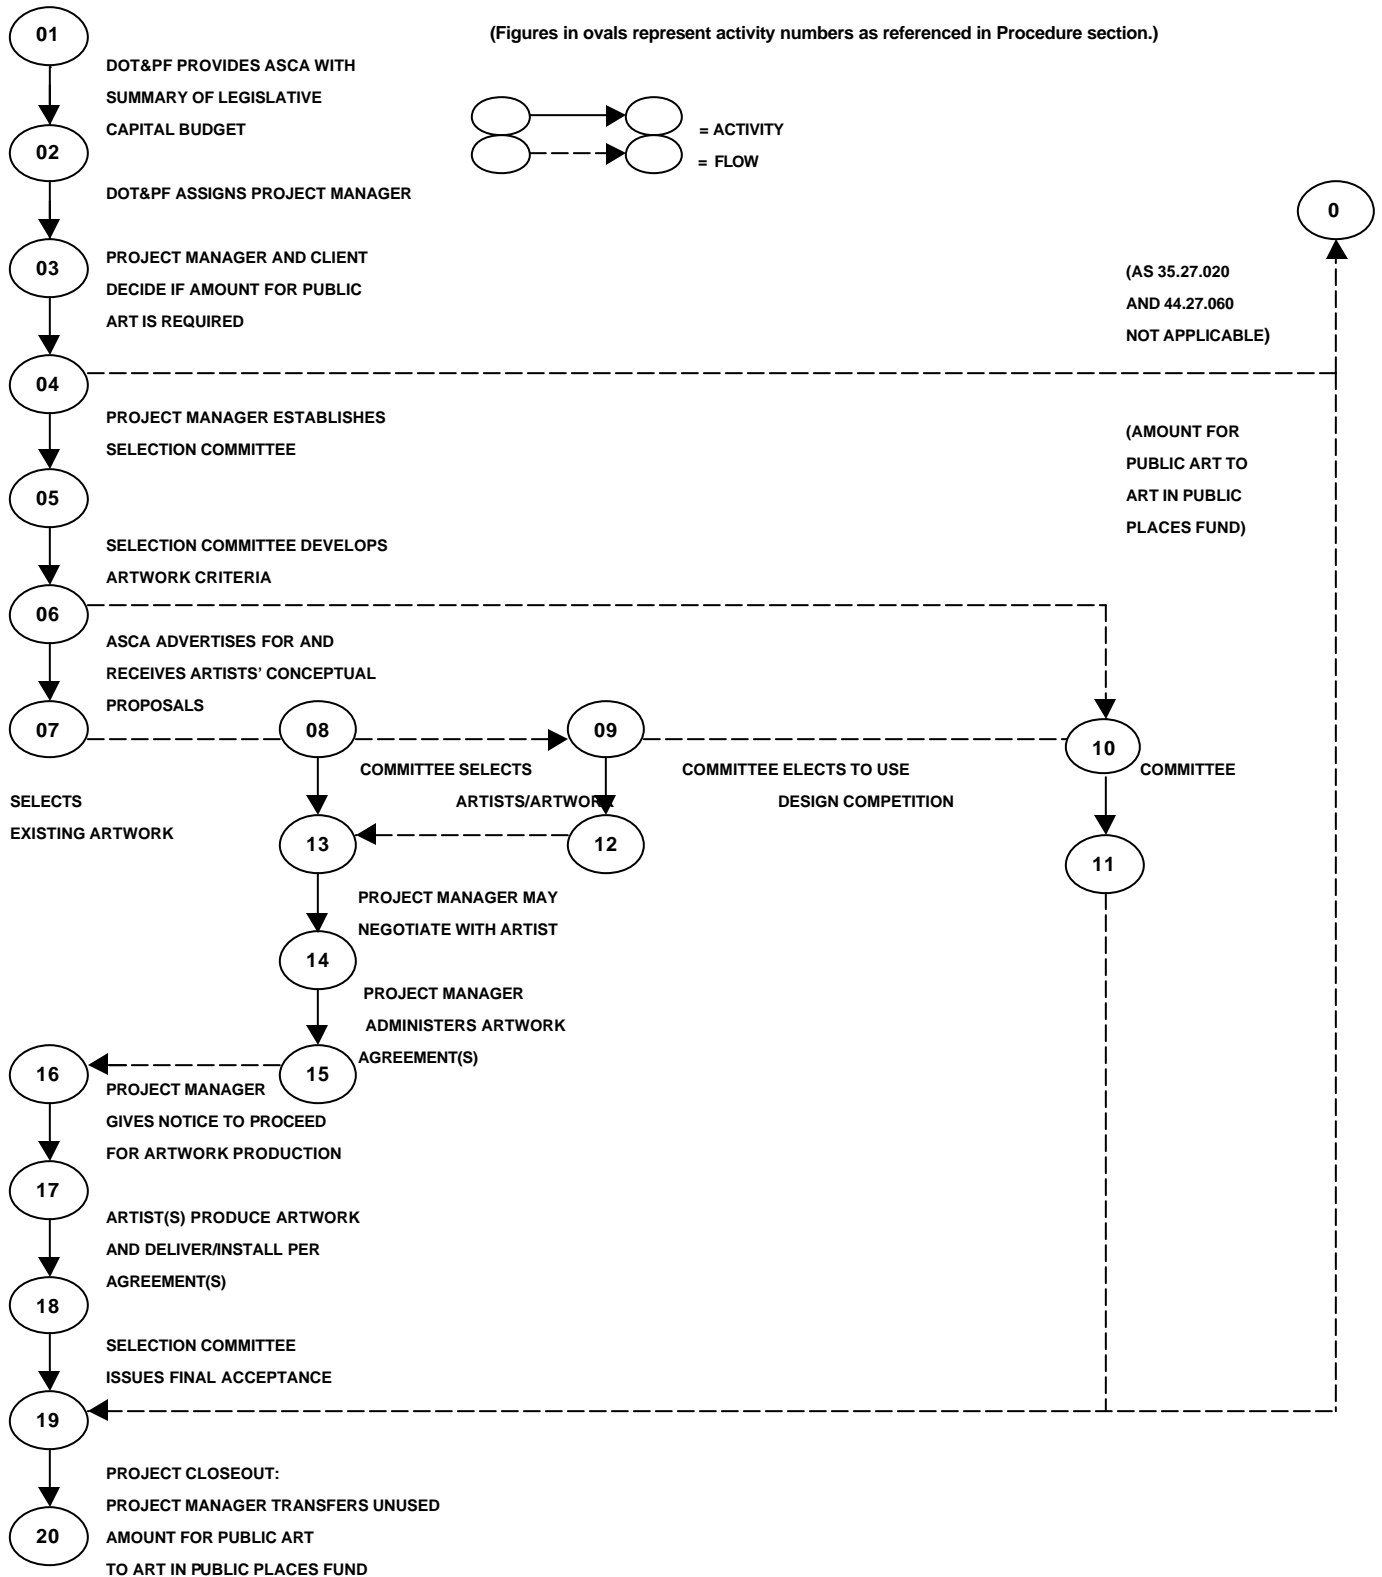 01
(Figures in ovals represent activity numbers as referenced in Procedure section.)
DOT&PF PROVIDES ASCA WITH
SUMMARY OF LEGISLATIVE
CAPITAL BUDGET
= ACTIVITY
= FLOW
02
DOT&PF ASSIGNS PROJECT MANAGER
0
03
PROJECT MANAGER AND CLIENT
DECIDE IF AMOUNT FOR PUBLIC
ART IS REQUIRED
(AS 35.27.020
AND 44.27.060
NOT APPLICABLE)
04
PROJECT MANAGER ESTABLISHES
SELECTION COMMITTEE
(AMOUNT FOR
PUBLIC ART TO
ART IN PUBLIC
PLACES FUND)
05
SELECTION COMMITTEE DEVELOPS
ARTWORK CRITERIA
06
ASCA ADVERTISES FOR AND
RECEIVES ARTISTS' CONCEPTUAL
PROPOSALS
07
08
09
10
COMMITTEE SELECTS
ARTISTS/ARTWORK
COMMITTEE ELECTS TO USE
DESIGN COMPETITION
COMMITTEE
SELECTS
EXISTING ARTWORK
13
12
11
PROJECT MANAGER MAY
NEGOTIATE WITH ARTIST
14
PROJECT MANAGER
ADMINISTERS ARTWORK
AGREEMENT(S)
15
16
PROJECT MANAGER
GIVES NOTICE TO PROCEED
FOR ARTWORK PRODUCTION
17
ARTIST(S) PRODUCE ARTWORK
AND DELIVER/INSTALL PER
AGREEMENT(S)
18
SELECTION COMMITTEE
ISSUES FINAL ACCEPTANCE
19
PROJECT CLOSEOUT:
PROJECT MANAGER TRANSFERS UNUSED
AMOUNT FOR PUBLIC ART
TO ART IN PUBLIC PLACES FUND
20